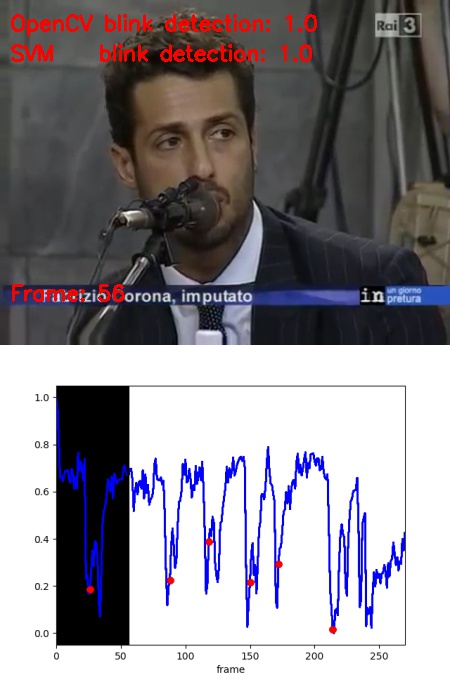 OpenCV blink detection: 1.0
Rai 3
SVM blink detection: 1.0
Frame: 56
orona, imputato
in un giorno
pretura
1.0
0.8
0.6
0.4
0.2
0.0
0 50 100 150 200 250
frame